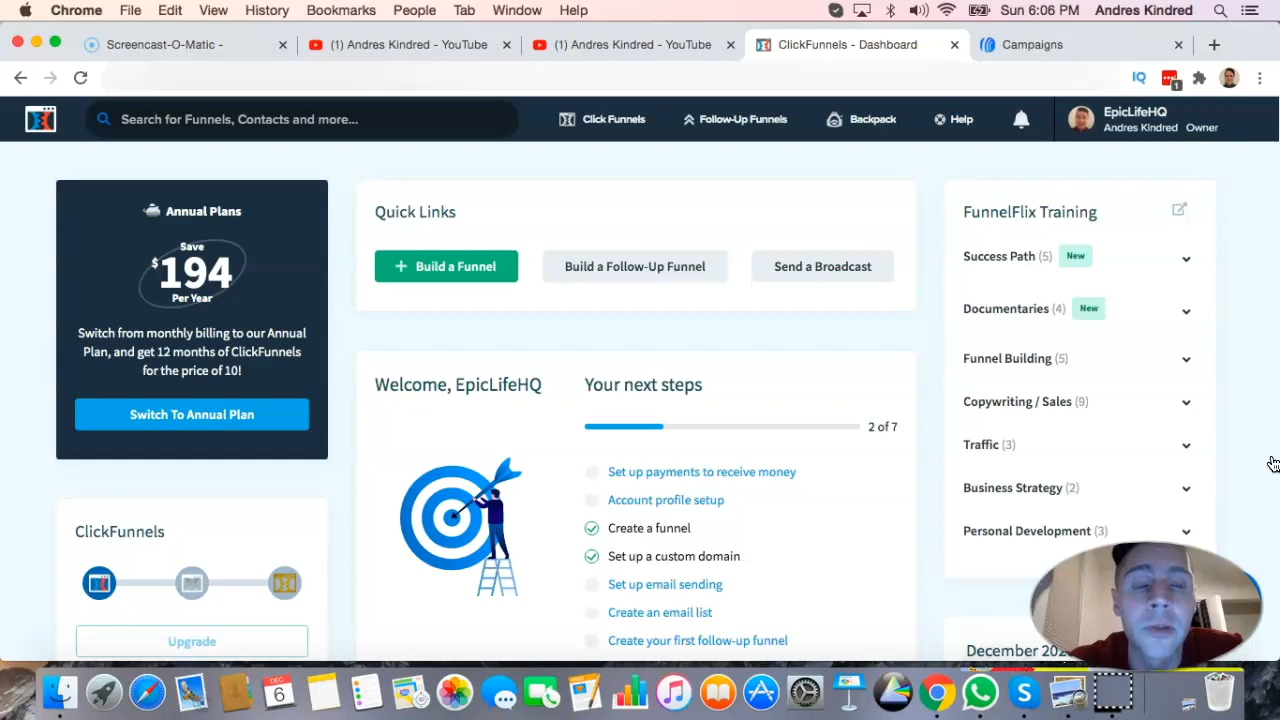 Chrome File Edit View History Bookmarks People Tab Window Help Sun 6:06 PM Andres Kindred
Screencast-O-Matic - (1) Andres Kindred - YouTube (1) Andres Kindred - YouTube ClickFunnels - Dashboard Campaigns
IQ 1
Search for Funnels, Contacts and more... Click Funnels Follow-Up Funnels Backpack Help EpicLifeHQ
Andres Kindred Owner
Annual Plans
Save
$194
Per Year
Switch from monthly billing to our Annual
Plan, and get 12 months of ClickFunnels
for the price of 10!
Switch To Annual Plan
ClickFunnels
Upgrade
Quick Links
Build a Funnel Build a Follow-Up Funnel Send a Broadcast
Welcome, EpicLifeHQ
Your next steps
2 of 7
Set up payments to receive money
Account profile setup
Create a funnel
Set up a custom domain
Set up email sending
Create an email list
Create your first follow-up funnel
FunnelFlix Training
Success Path (5) New
Documentaries (4) New
Funnel Building (5)
Copywriting / Sales (9)
Traffic (3)
Business Strategy (2)
Personal Development (3)
December
DEC
6